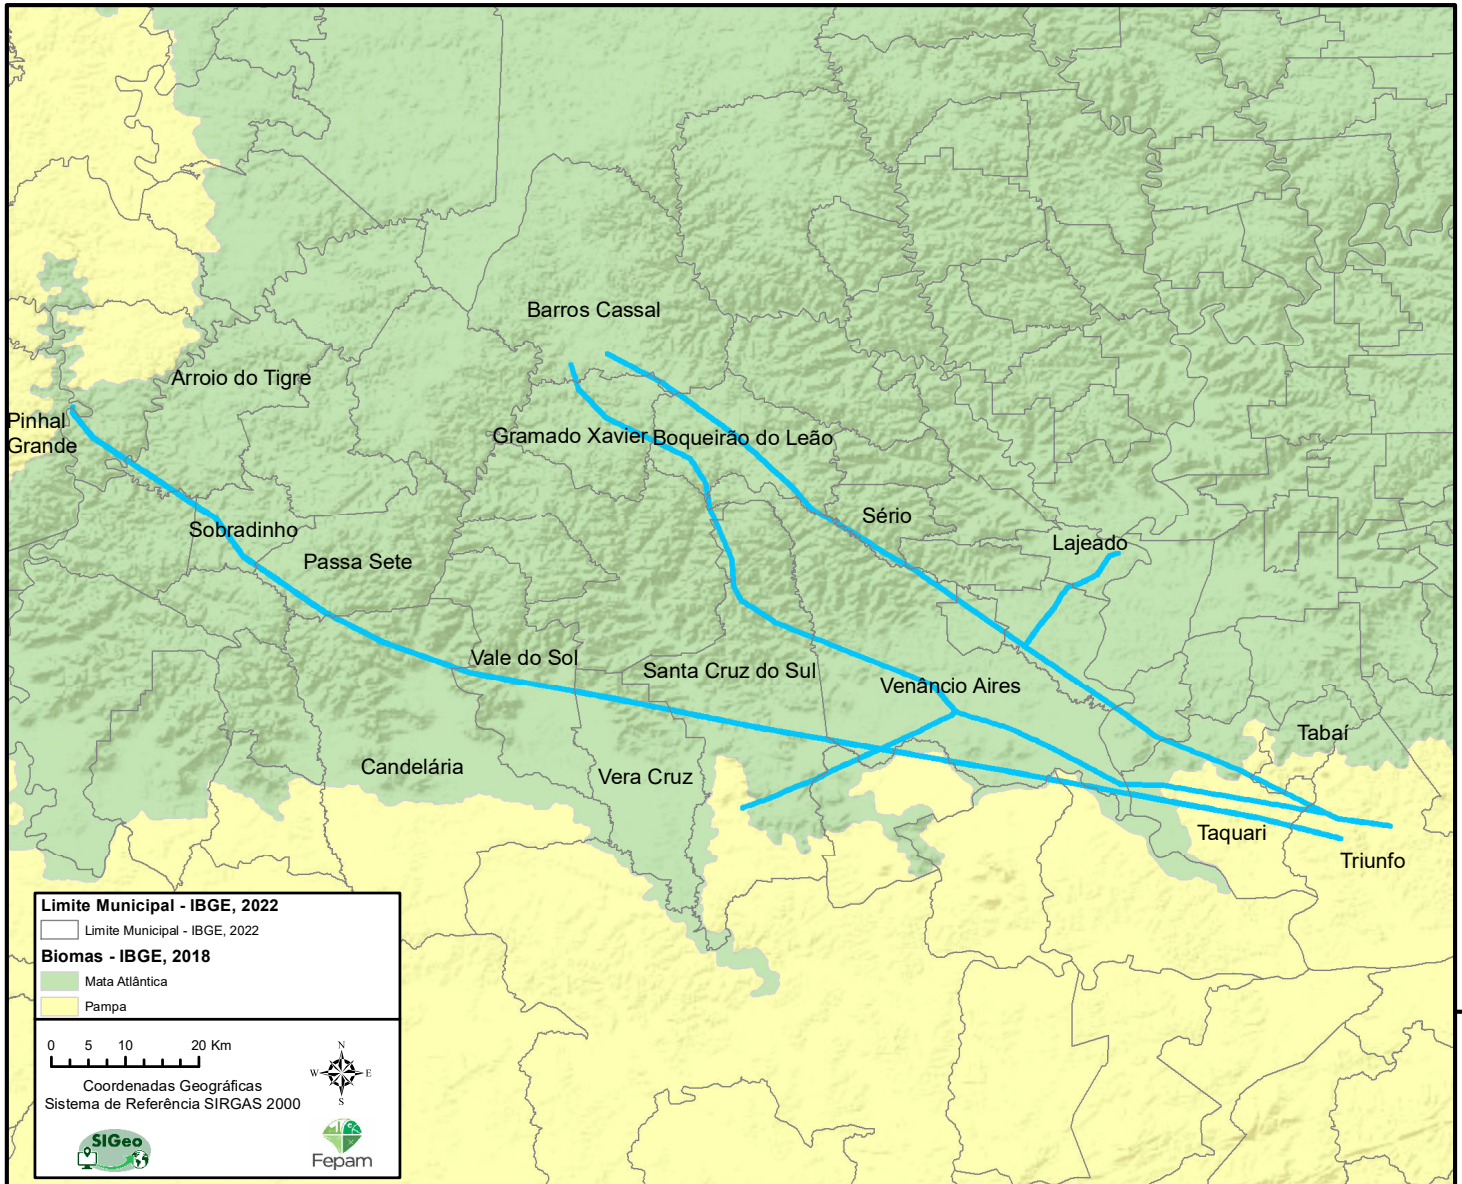 Barros Cassal
Arroio do Tigre
Pinhal
Grande
Gramado Xavier
Boqueirão do Leão
Sério
Sobradinho
Lajeado
Passa Sete
Vale do Sol
Santa Cruz do Sul
Venâncio Aires
Tabaí
Candelária
Vera Cruz
Taquari
Triunfo
Limite Municipal - IBGE, 2022
Limite Municipal - IBGE, 2022
Biomas - IBGE, 2018
Mata Atlântica
Pampa
0 5 10 20 Km
Coordenadas Geográficas
Sistema de Referência SIRGAS 2000
N
W E
S
SIGeo
Fepam